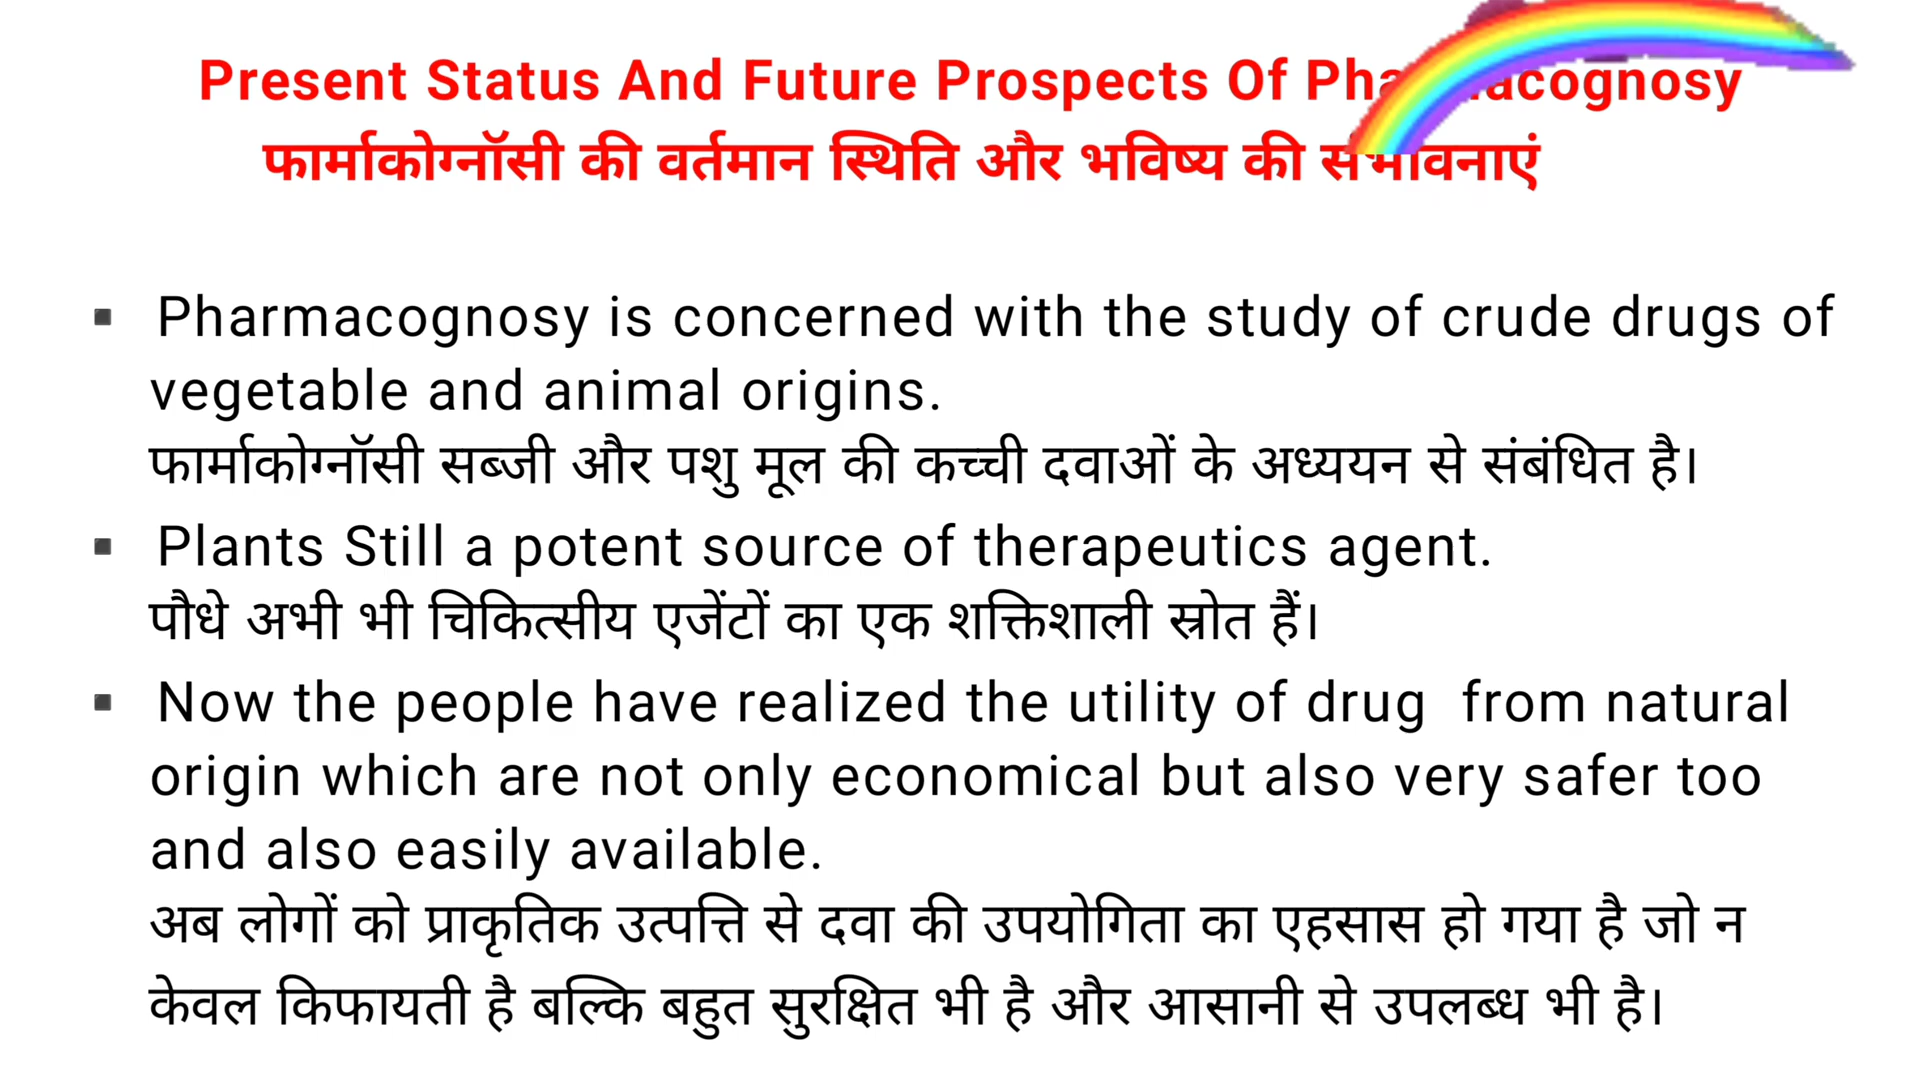 Present Status And Future Prospects Of Pharmacognosy
फार्माकोग्नॉसी की वर्तमान स्थिति और भविष्य की संभावनाएं
▪ Pharmacognosy is concerned with the study of crude drugs of
vegetable and animal origins.
फार्माकोग्नॉसी सब्जी और पशु मूल की कच्ची दवाओं के अध्ययन से संबंधित है।
▪ Plants Still a potent source of therapeutics agent.
पौधे अभी भी चिकित्सीय एजेंटों का एक शक्तिशाली स्रोत हैं।
▪ Now the people have realized the utility of drug from natural
origin which are not only economical but also very safer too
and also easily available.
अब लोगों को प्राकृतिक उत्पत्ति से दवा की उपयोगिता का एहसास हो गया है जो न
केवल किफायती है बल्कि बहुत सुरक्षित भी है और आसानी से उपलब्ध भी है।